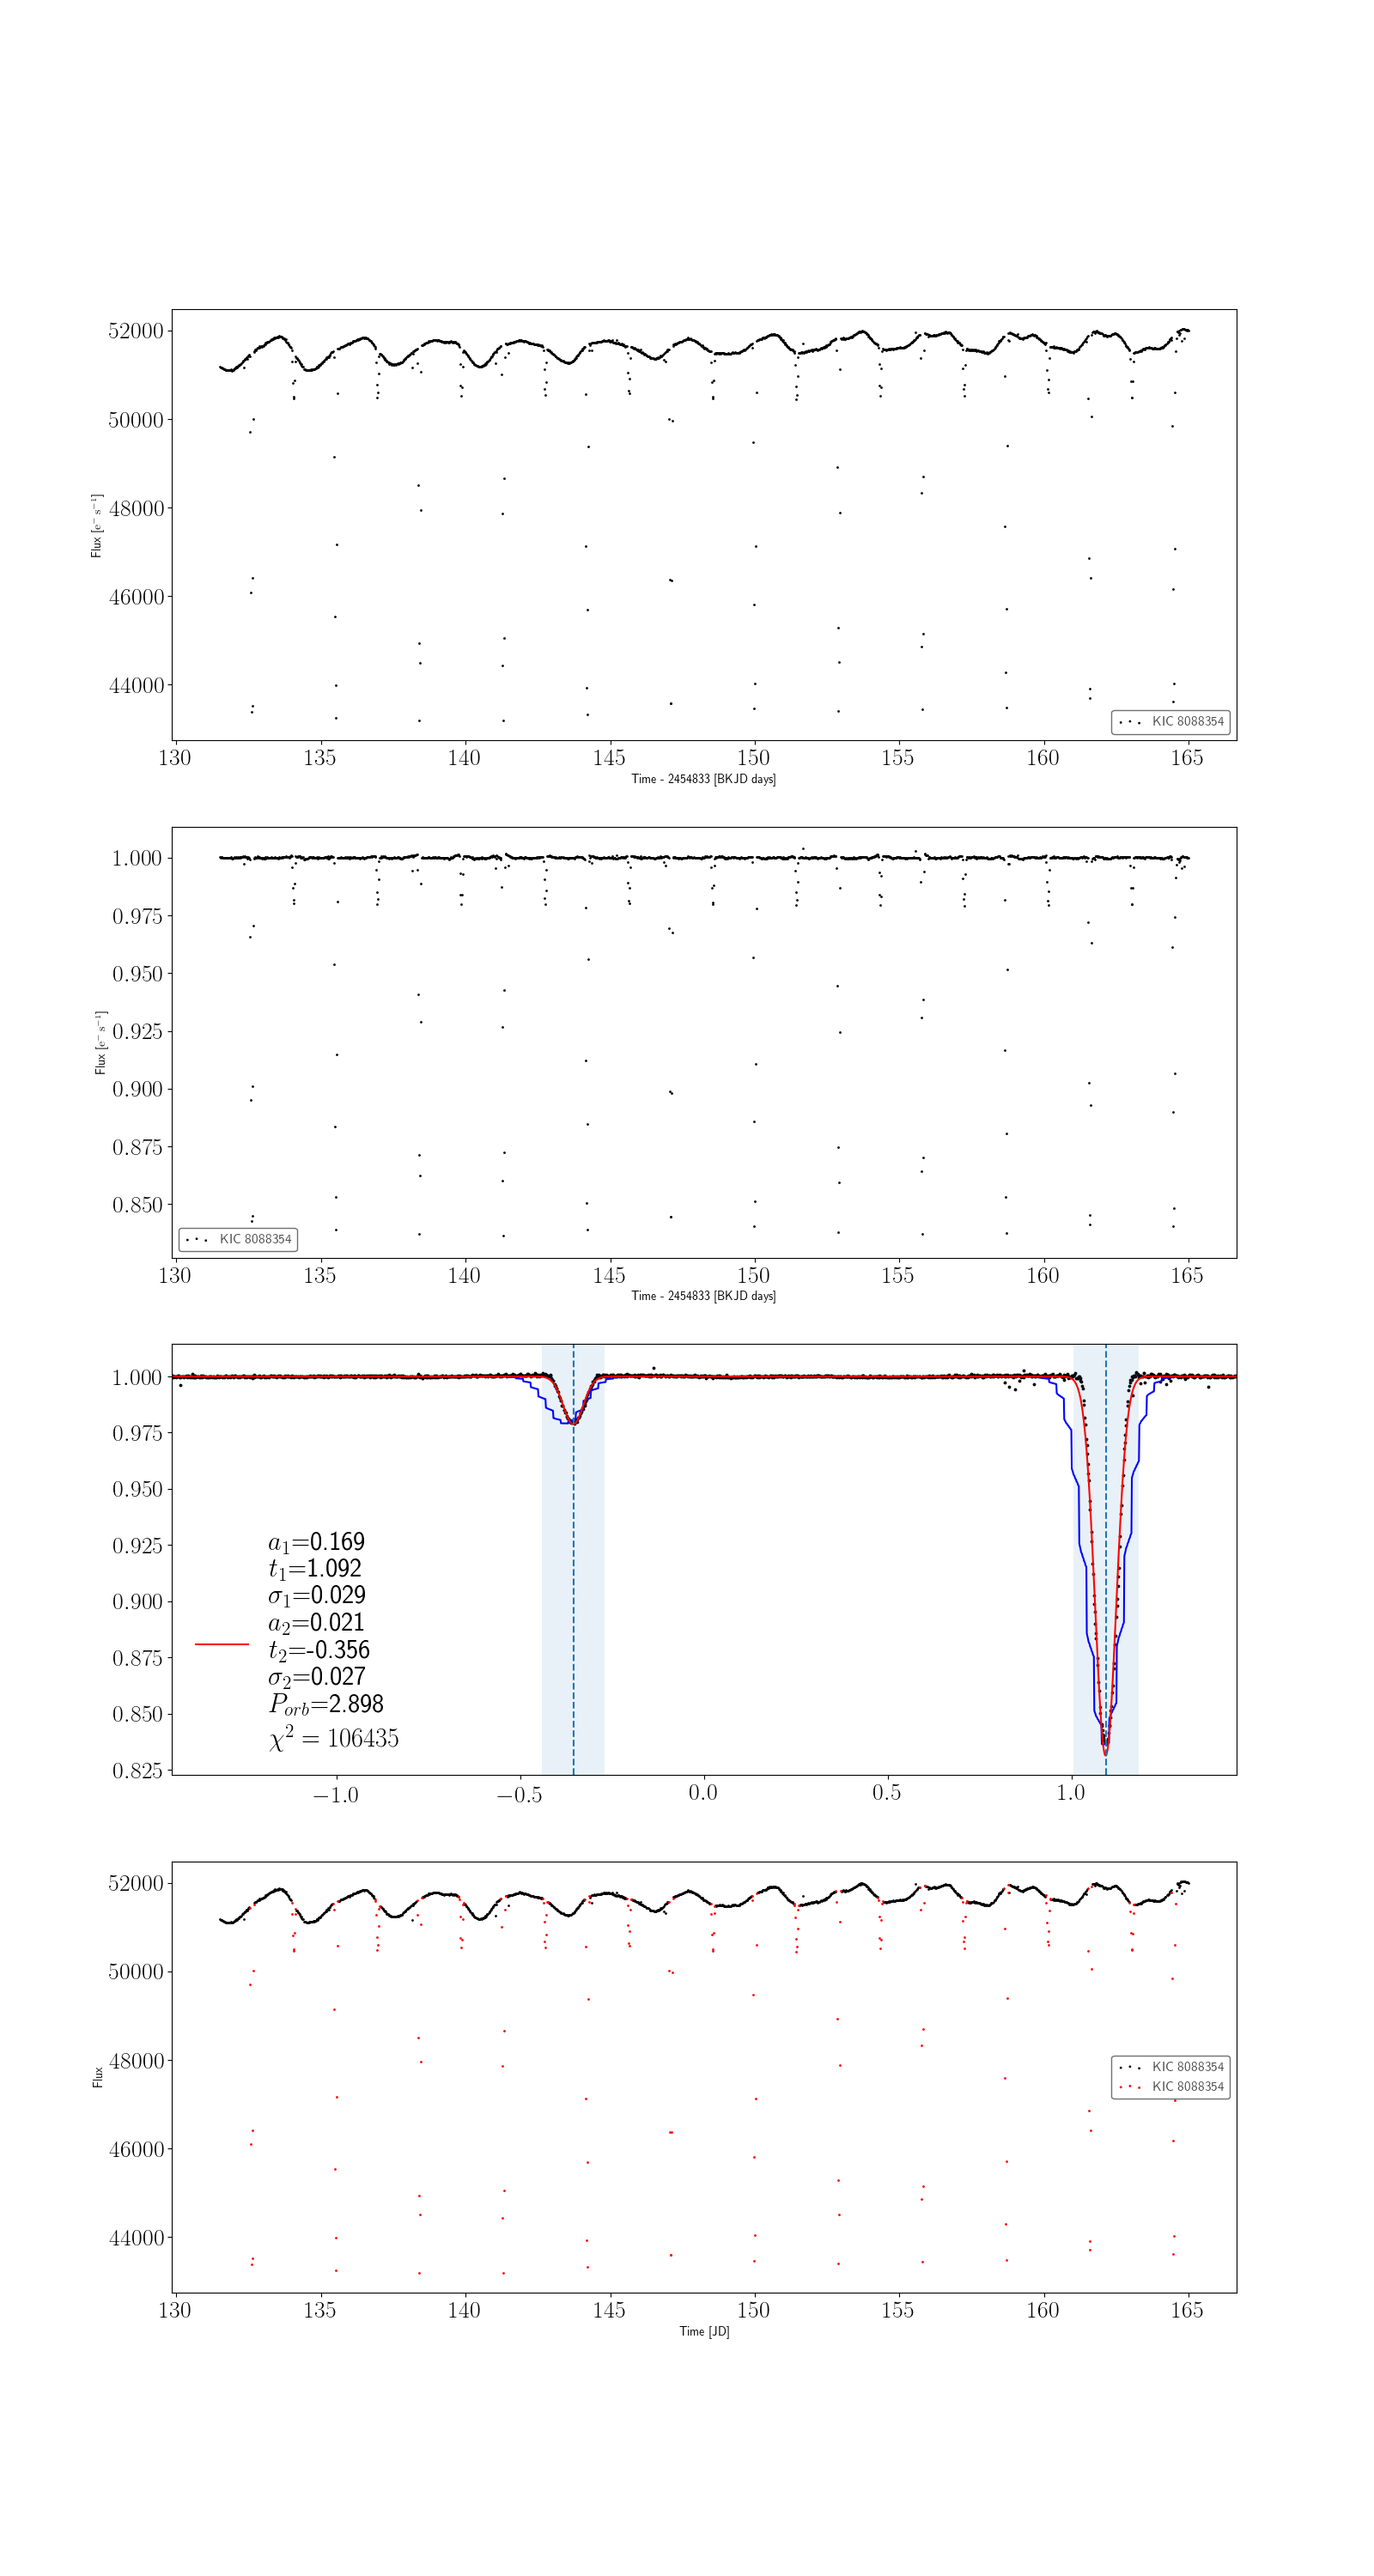 52000
50000
48000
46000
44000
Flux [e⁻ s⁻¹]
KIC 8088354
130 135 140 145 150 155 160 165
Time - 2454833 [BKJD days]
1.000
0.975
0.950
0.925
0.900
0.875
0.850
Flux [e⁻ s⁻¹]
KIC 8088354
130 135 140 145 150 155 160 165
Time - 2454833 [BKJD days]
1.000
0.975
0.950
0.925
0.900
0.875
0.850
0.825
a₁=0.169
t₁=1.092
σ₁=0.029
a₂=0.021
t₂=-0.356
σ₂=0.027
Pₒᵣb=2.898
χ² = 106435
−1.0 −0.5 0.0 0.5 1.0
52000
50000
48000
46000
44000
Flux
KIC 8088354
KIC 8088354
130 135 140 145 150 155 160 165
Time [JD]